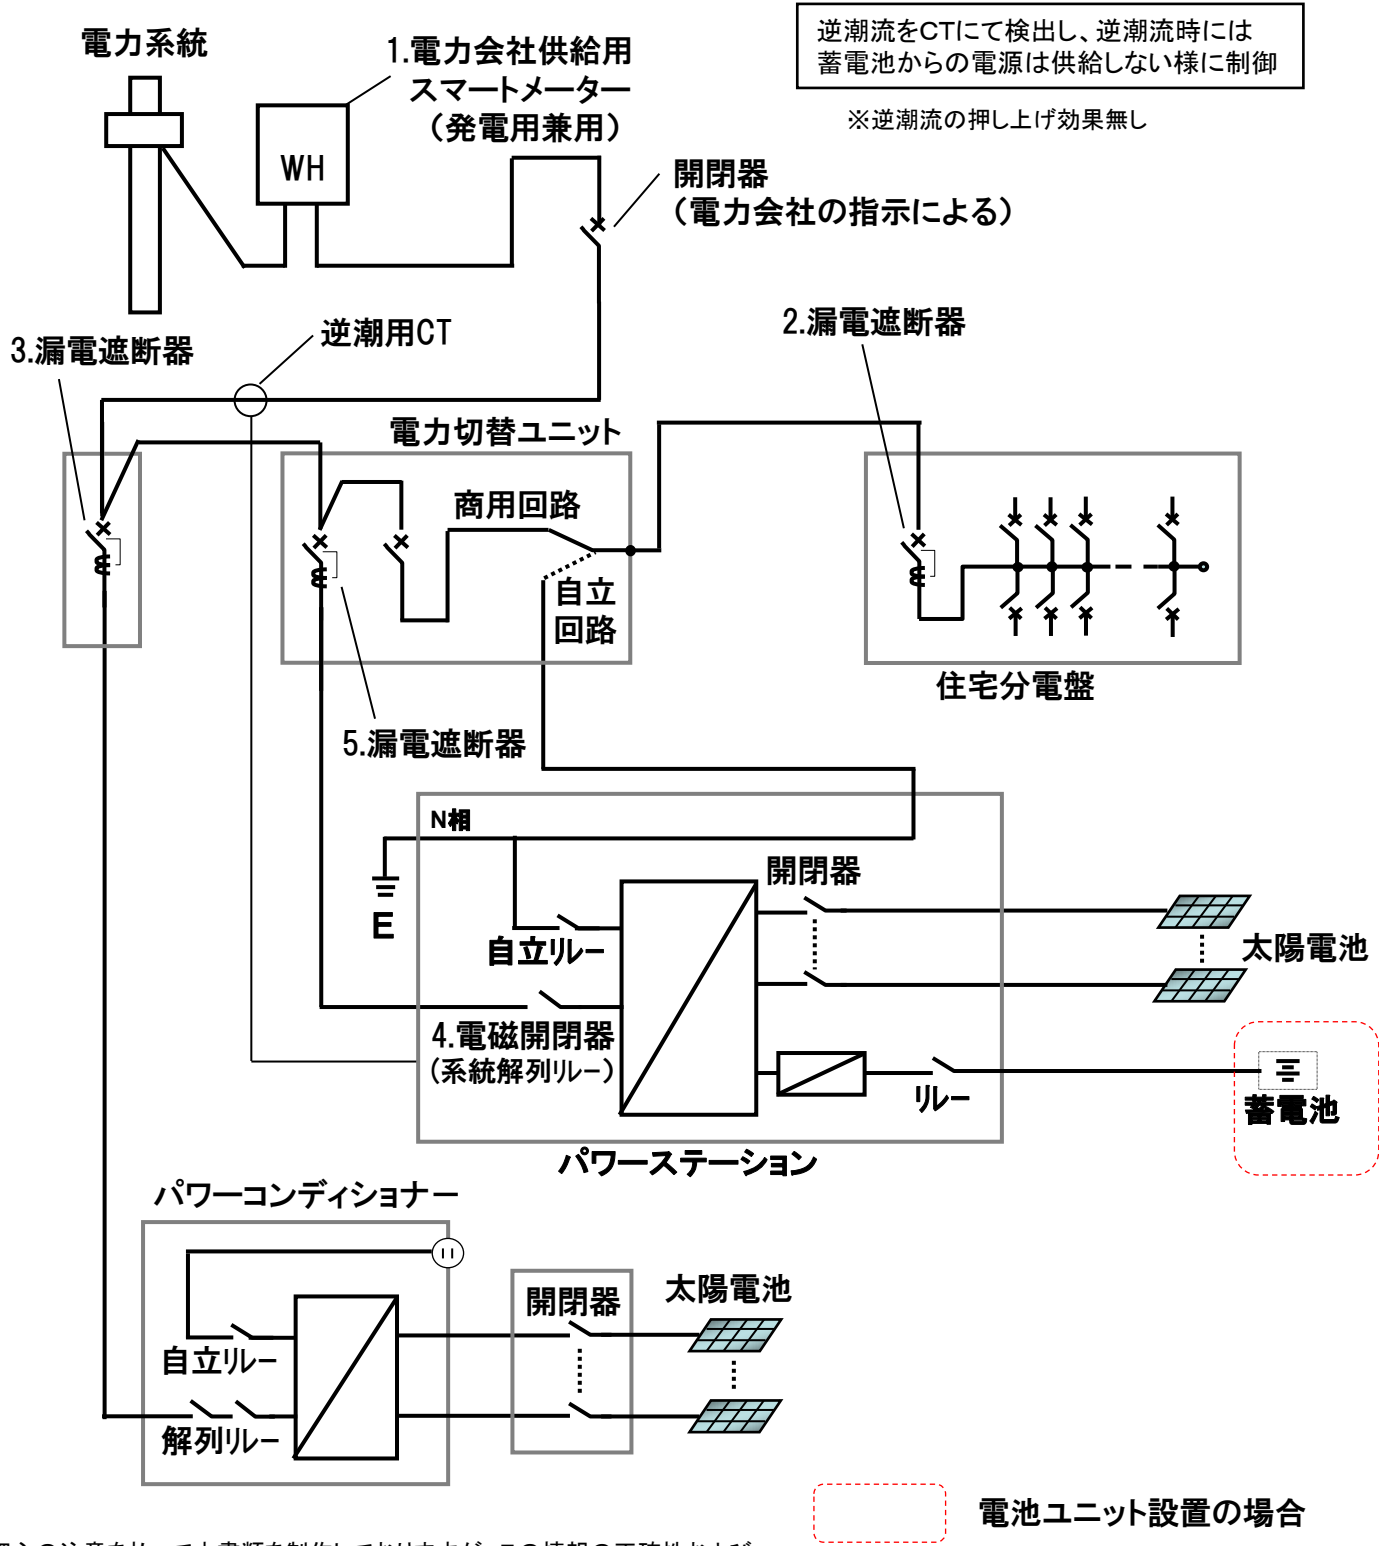 電力系統
1.電力会社供給用
スマートメーター
（発電用兼用）
逆潮流をCTにて検出し、逆潮流時には
蓄電池からの電源は供給しない様に制御
※逆潮流の押し上げ効果無し
WH
開閉器
（電力会社の指示による）
3.漏電遮断器
逆潮用CT
2.漏電遮断器
電力切替ユニット
商用回路
自立
回路
住宅分電盤
5.漏電遮断器
N相
E
開閉器
自立リレー
太陽電池
4.電磁開閉器
（系統解列リレー）
リレー
蓄電池
パワーステーション
パワーコンディショナー
開閉器
太陽電池
自立リレー
解列リレー
電池ユニット設置の場合